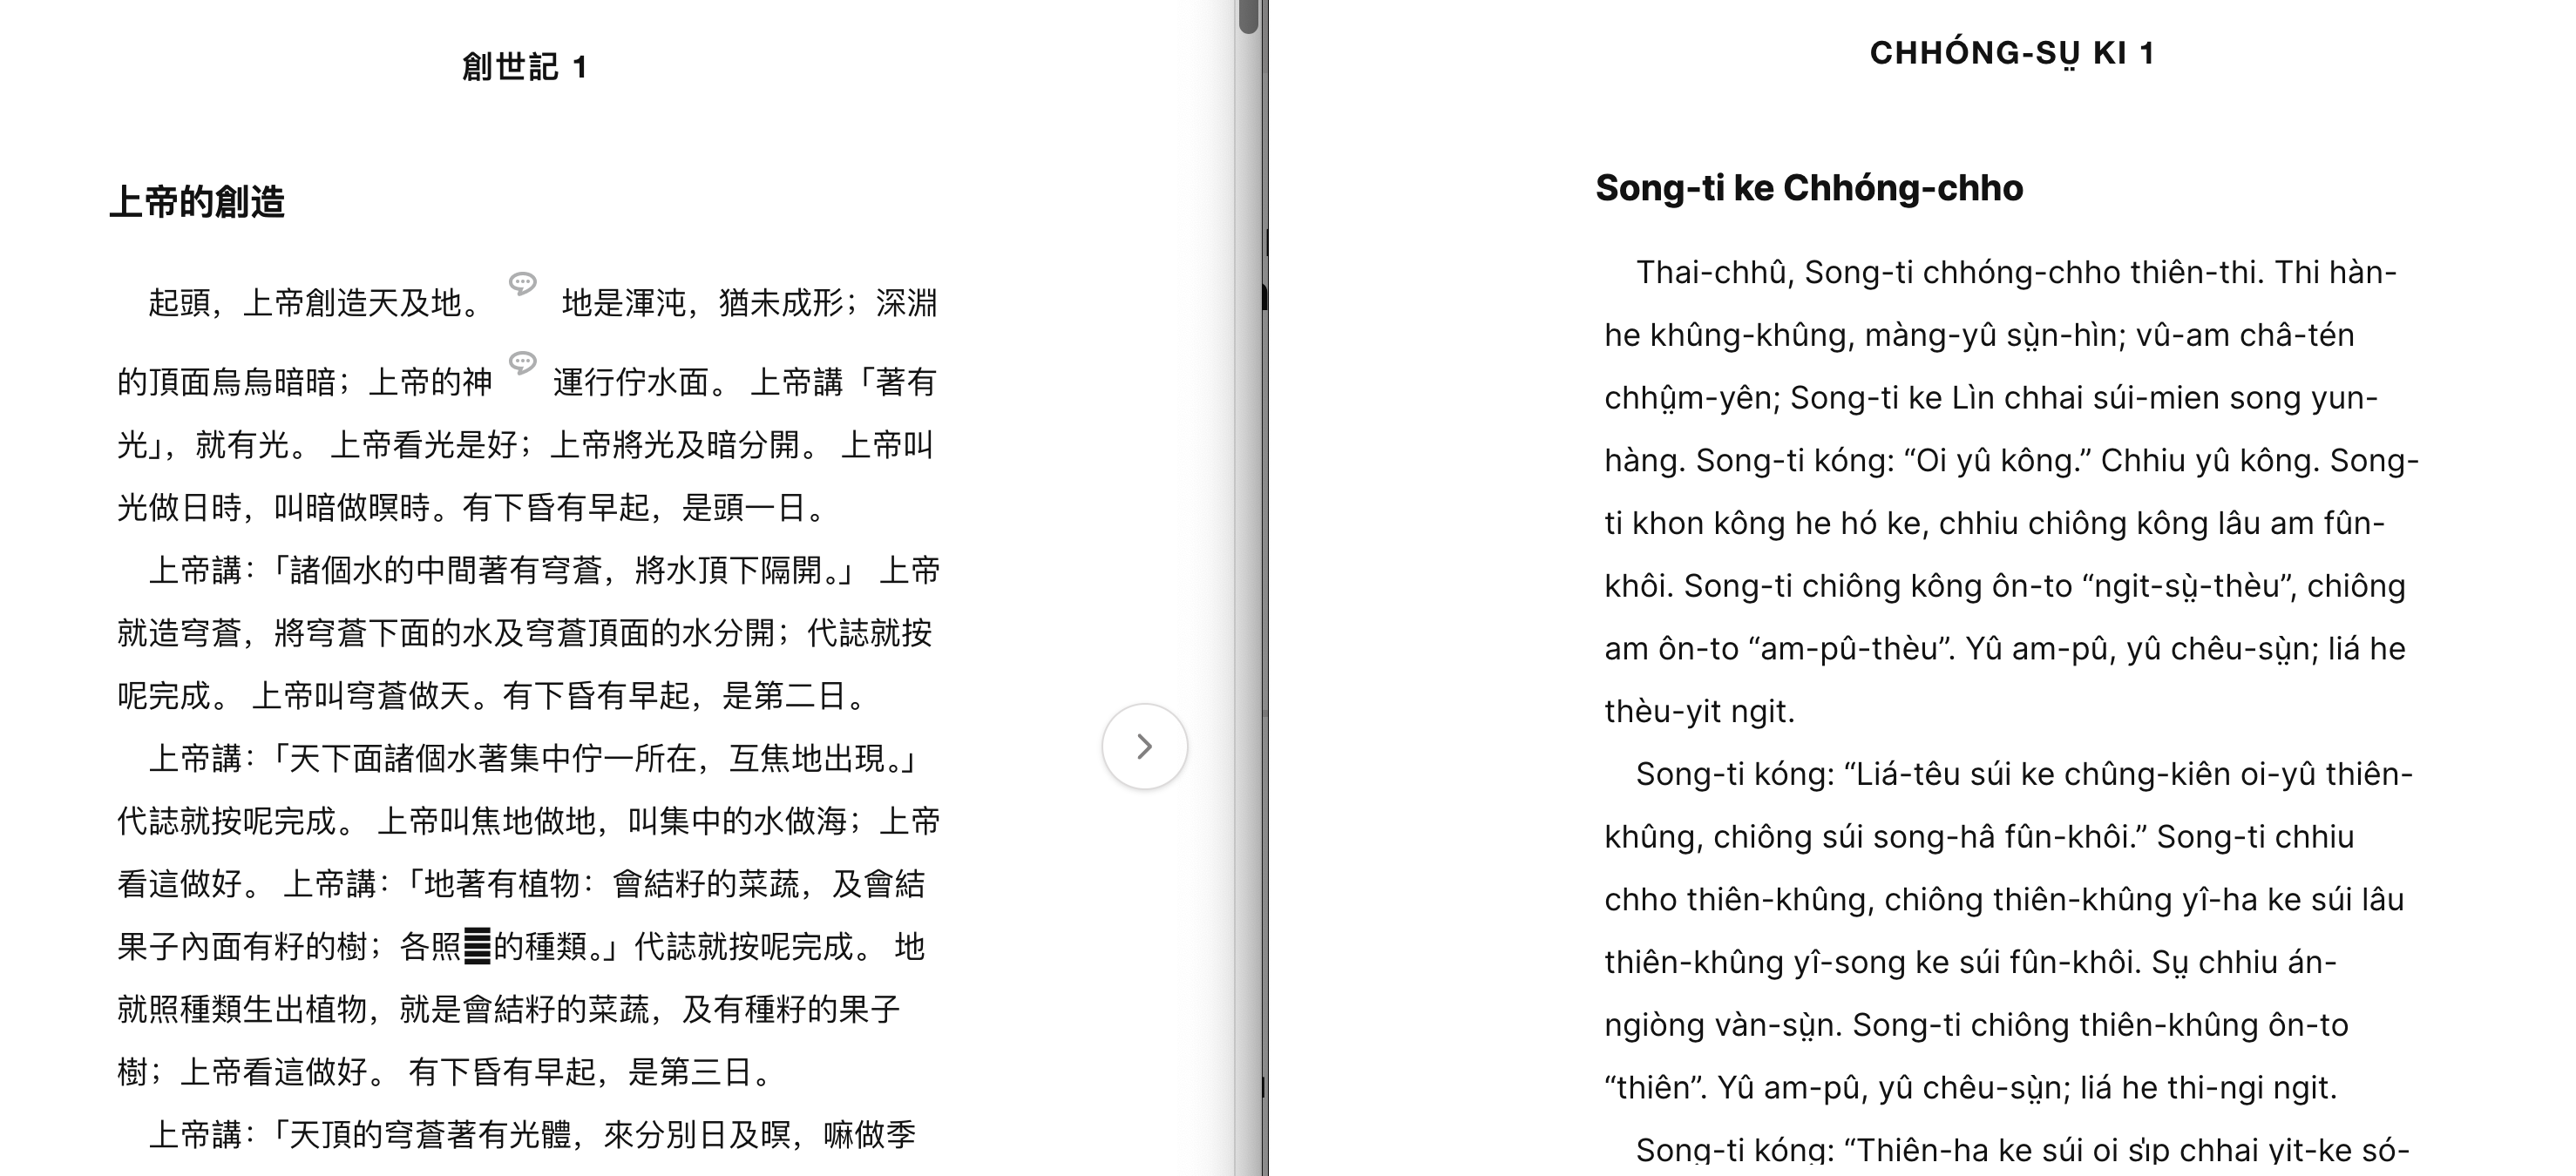 創世記 1
上帝的創造
起頭，上帝創造天及地。 地是渾沌，猶未成形；深淵
的頂面烏烏暗暗；上帝的神 運行佇水面。 上帝講「著有
光」，就有光。 上帝看光是好；上帝將光及暗分開。 上帝叫
光做日時，叫暗做暝時。有下昏有早起，是頭一日。
上帝講：「諸個水的中間著有穹蒼，將水頂下隔開。」 上帝
就造穹蒼，將穹蒼下面的水及穹蒼頂面的水分開；代誌就按
呢完成。 上帝叫穹蒼做天。有下昏有早起，是第二日。
上帝講：「天下面諸個水著集中佇一所在，互焦地出現。」
代誌就按呢完成。 上帝叫焦地做地，叫集中的水做海；上帝
看這做好。 上帝講：「地著有植物：會結籽的菜蔬，及會結
果子內面有籽的樹；各照䷁的種類。」代誌就按呢完成。 地
就照種類生出植物，就是會結籽的菜蔬，及有種籽的果子
樹；上帝看這做好。 有下昏有早起，是第三日。
上帝講：「天頂的穹蒼著有光體，來分別日及暝，嘛做季
CHHÓNG-SṲ KI 1
Song-ti ke Chhóng-chho
Thai-chhû, Song-ti chhóng-chho thiên-thi. Thi hàn-
he khûng-khûng, màng-yû sṳ̀n-hìn; vû-am châ-tén
chhṳ̂m-yên; Song-ti ke Lìn chhai súi-mien song yun-
hàng. Song-ti kóng: “Oi yû kông.” Chhiu yû kông. Song-
ti khon kông he hó ke, chhiu chiông kông lâu am fûn-
khôi. Song-ti chiông kông ôn-to “ngit-sṳ̀-thèu”, chiông
am ôn-to “am-pû-thèu”. Yû am-pû, yû chêu-sṳ̀n; liá he
thèu-yit ngit.
Song-ti kóng: “Liá-têu súi ke chûng-kiên oi-yû thiên-
khûng, chiông súi song-hâ fûn-khôi.” Song-ti chhiu
chho thiên-khûng, chiông thiên-khûng yî-ha ke súi lâu
thiên-khûng yî-song ke súi fûn-khôi. Sṳ chhiu án-
ngiòng vàn-sṳ̀n. Song-ti chiông thiên-khûng ôn-to
“thiên”. Yû am-pû, yû chêu-sṳ̀n; liá he thi-ngi ngit.
Song-ti kóng: “Thiên-ha ke súi oi si̍p chhai yit-ke só-